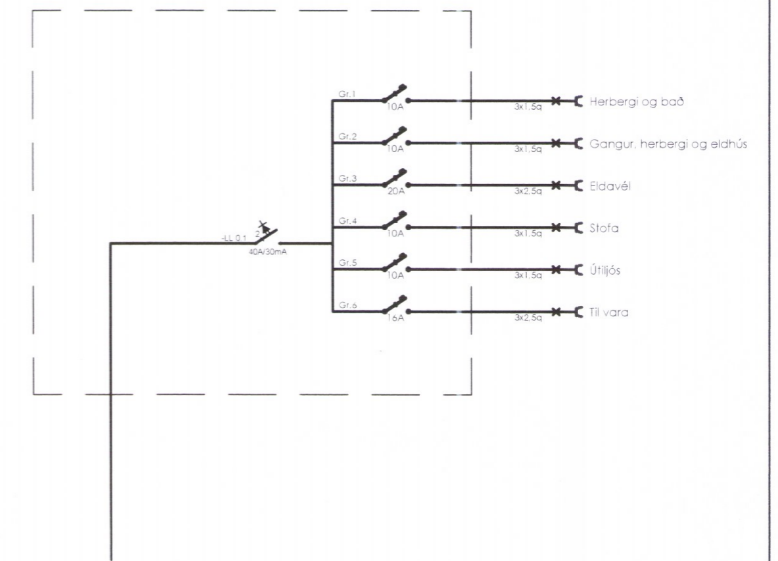 Gr.1
10A
3x1,5q
Herbergi og bað
Gr.2
10A
3x1,5q
Gangur, herbergi og eldhús
Gr.3
20A
3x2,5q
Eldavél
Gr.4
10A
3x1,5q
Stofa
-LL 0.1
2
40A/30mA
Gr.5
10A
3x1,5q
Útiljós
Gr.6
16A
3x2,5q
Til vara